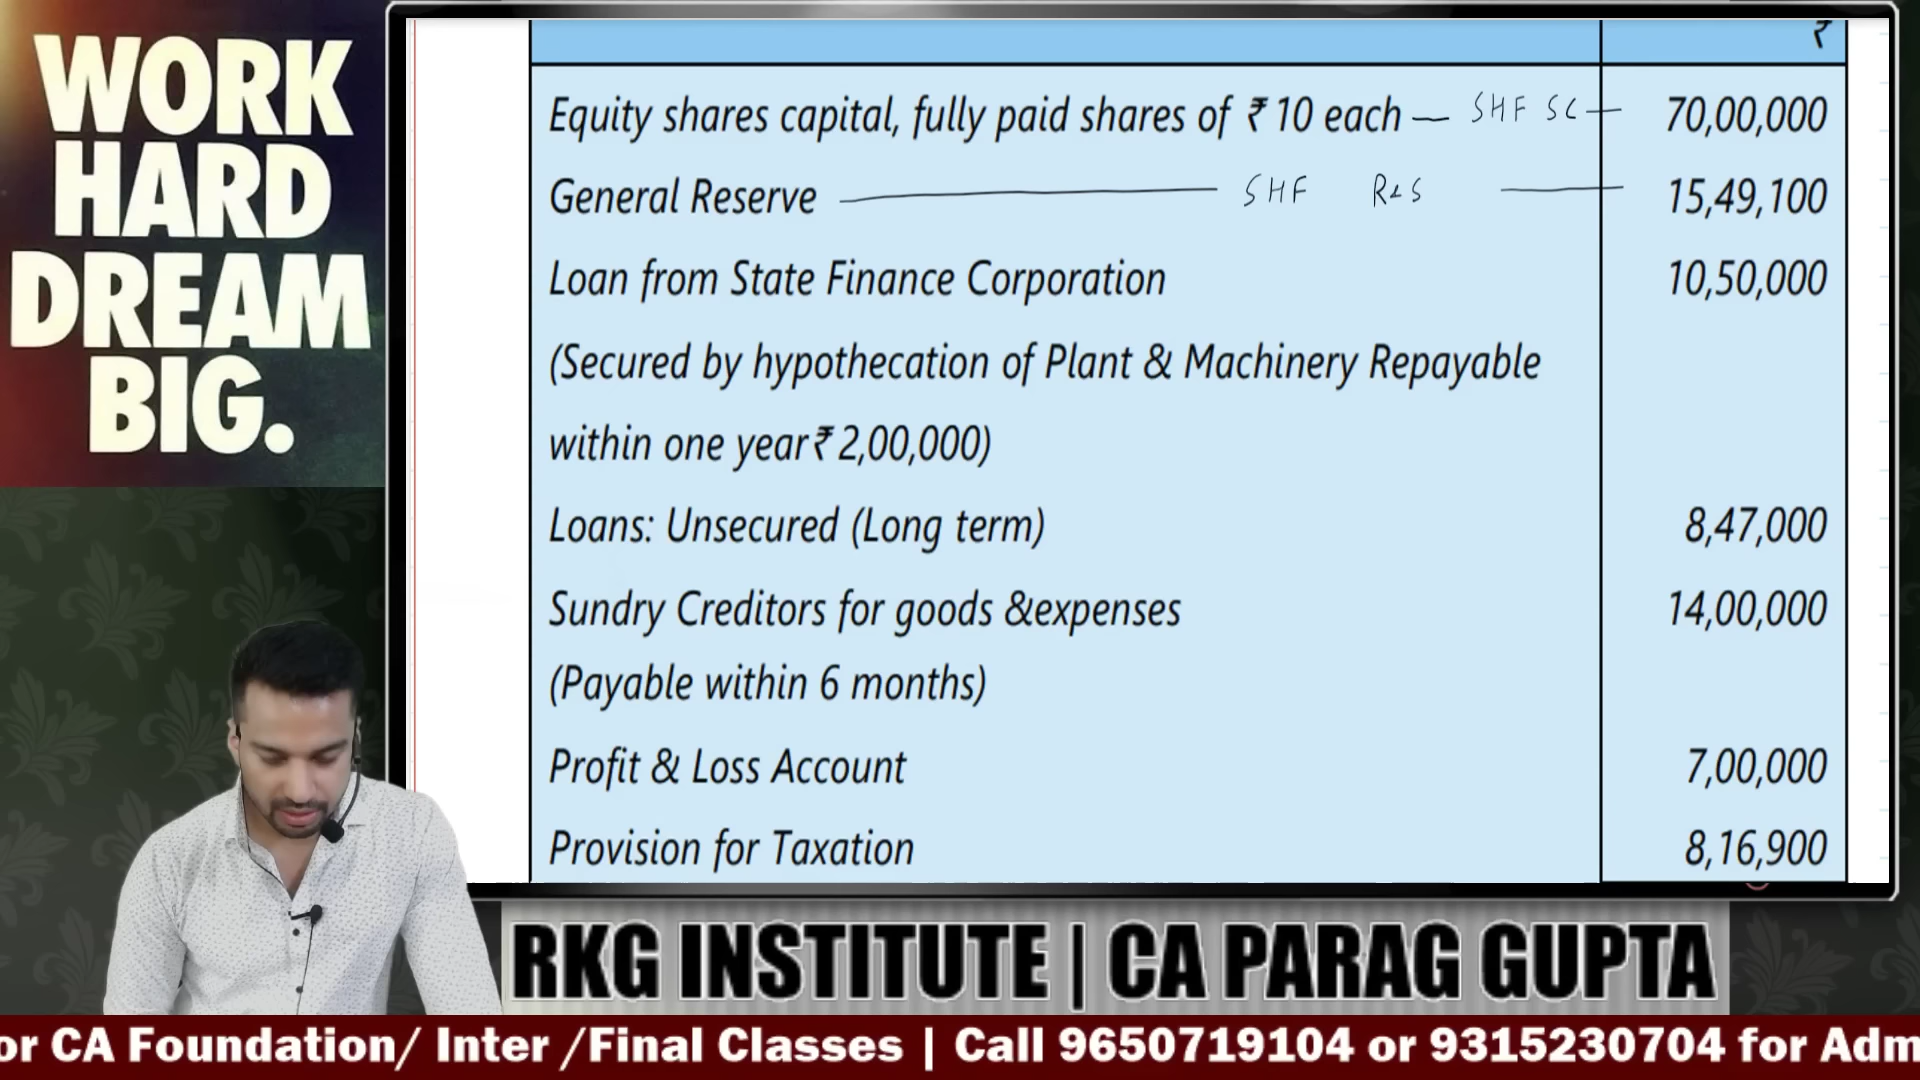 WORK
HARD
DREAM
BIG.
₹
Equity shares capital, fully paid shares of ₹ 10 each — SHF SC — 70,00,000
General Reserve — SHF R&S — 15,49,100
Loan from State Finance Corporation 10,50,000
(Secured by hypothecation of Plant & Machinery Repayable
within one year ₹ 2,00,000)
Loans: Unsecured (Long term) 8,47,000
Sundry Creditors for goods &expenses 14,00,000
(Payable within 6 months)
Profit & Loss Account 7,00,000
Provision for Taxation 8,16,900
RKG INSTITUTE | CA PARAG GUPTA
or CA Foundation/ Inter /Final Classes | Call 9650719104 or 9315230704 for Adm